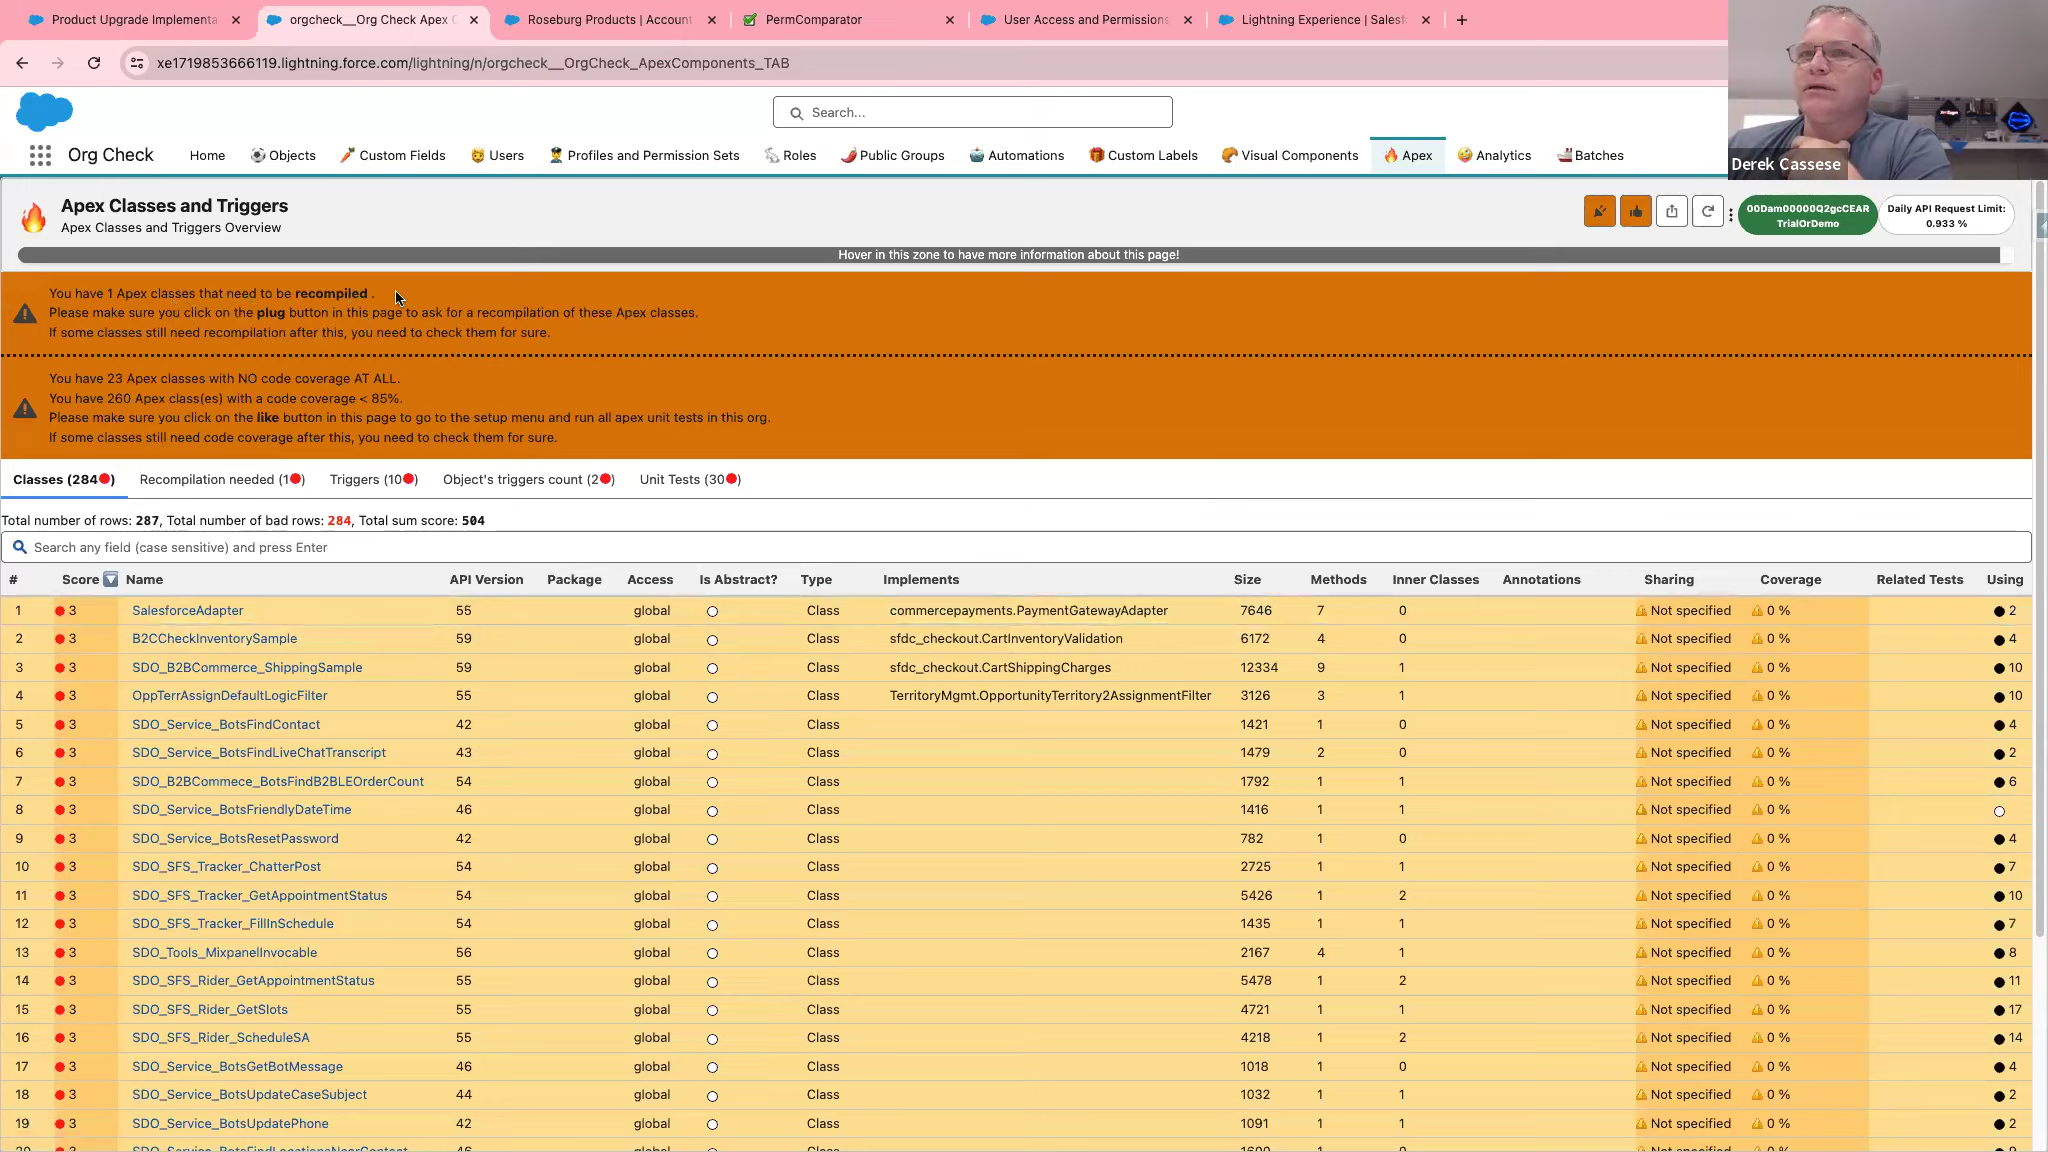 Product Upgrade Implementa
orgcheck__Org Check Apex C
Roseburg Products | Account
PermComparator
User Access and Permissions
Lightning Experience | Salesf
xe1719853666119.lightning.force.com/lightning/n/orgcheck__OrgCheck_ApexComponents_TAB
Search...
Org Check
Home
Objects
Custom Fields
Users
Profiles and Permission Sets
Roles
Public Groups
Automations
Custom Labels
Visual Components
Apex
Analytics
Batches
Derek Cassese
Apex Classes and Triggers
Apex Classes and Triggers Overview
00Dam00000Q2gcCEAR
TrialOrDemo
Daily API Request Limit:
0.933 %
Hover in this zone to have more information about this page!
You have 1 Apex classes that need to be recompiled .
Please make sure you click on the plug button in this page to ask for a recompilation of these Apex classes.
If some classes still need recompilation after this, you need to check them for sure.
You have 23 Apex classes with NO code coverage AT ALL.
You have 260 Apex class(es) with a code coverage < 85%.
Please make sure you click on the like button in this page to go to the setup menu and run all apex unit tests in this org.
If some classes still need code coverage after this, you need to check them for sure.
Classes (284🔴) Recompilation needed (1🔴) Triggers (10🔴) Object's triggers count (2🔴) Unit Tests (30🔴)
Total number of rows: 287, Total number of bad rows: 284, Total sum score: 504
Search any field (case sensitive) and press Enter
# Score Name API Version Package Access Is Abstract? Type Implements Size Methods Inner Classes Annotations Sharing Coverage Related Tests Using
1 3 SalesforceAdapter 55 global Class commercepayments.PaymentGatewayAdapter 7646 7 0 Not specified 0 % 2
2 3 B2CCheckInventorySample 59 global Class sfdc_checkout.CartInventoryValidation 6172 4 0 Not specified 0 % 4
3 3 SDO_B2BCommerce_ShippingSample 59 global Class sfdc_checkout.CartShippingCharges 12334 9 1 Not specified 0 % 10
4 3 OppTerrAssignDefaultLogicFilter 55 global Class TerritoryMgmt.OpportunityTerritory2AssignmentFilter 3126 3 1 Not specified 0 % 10
5 3 SDO_Service_BotsFindContact 42 global Class 1421 1 0 Not specified 0 % 4
6 3 SDO_Service_BotsFindLiveChatTranscript 43 global Class 1479 2 0 Not specified 0 % 2
7 3 SDO_B2BCommece_BotsFindB2BLEOrderCount 54 global Class 1792 1 1 Not specified 0 % 6
8 3 SDO_Service_BotsFriendlyDateTime 46 global Class 1416 1 1 Not specified 0 %
9 3 SDO_Service_BotsResetPassword 42 global Class 782 1 0 Not specified 0 % 4
10 3 SDO_SFS_Tracker_ChatterPost 54 global Class 2725 1 1 Not specified 0 % 7
11 3 SDO_SFS_Tracker_GetAppointmentStatus 54 global Class 5426 1 2 Not specified 0 % 10
12 3 SDO_SFS_Tracker_FillInSchedule 54 global Class 1435 1 1 Not specified 0 % 7
13 3 SDO_Tools_MixpanelInvocable 56 global Class 2167 4 1 Not specified 0 % 8
14 3 SDO_SFS_Rider_GetAppointmentStatus 55 global Class 5478 1 2 Not specified 0 % 11
15 3 SDO_SFS_Rider_GetSlots 55 global Class 4721 1 1 Not specified 0 % 17
16 3 SDO_SFS_Rider_ScheduleSA 55 global Class 4218 1 2 Not specified 0 % 14
17 3 SDO_Service_BotsGetBotMessage 46 global Class 1018 1 0 Not specified 0 % 4
18 3 SDO_Service_BotsUpdateCaseSubject 44 global Class 1032 1 1 Not specified 0 % 2
19 3 SDO_Service_BotsUpdatePhone 42 global Class 1091 1 1 Not specified 0 % 2